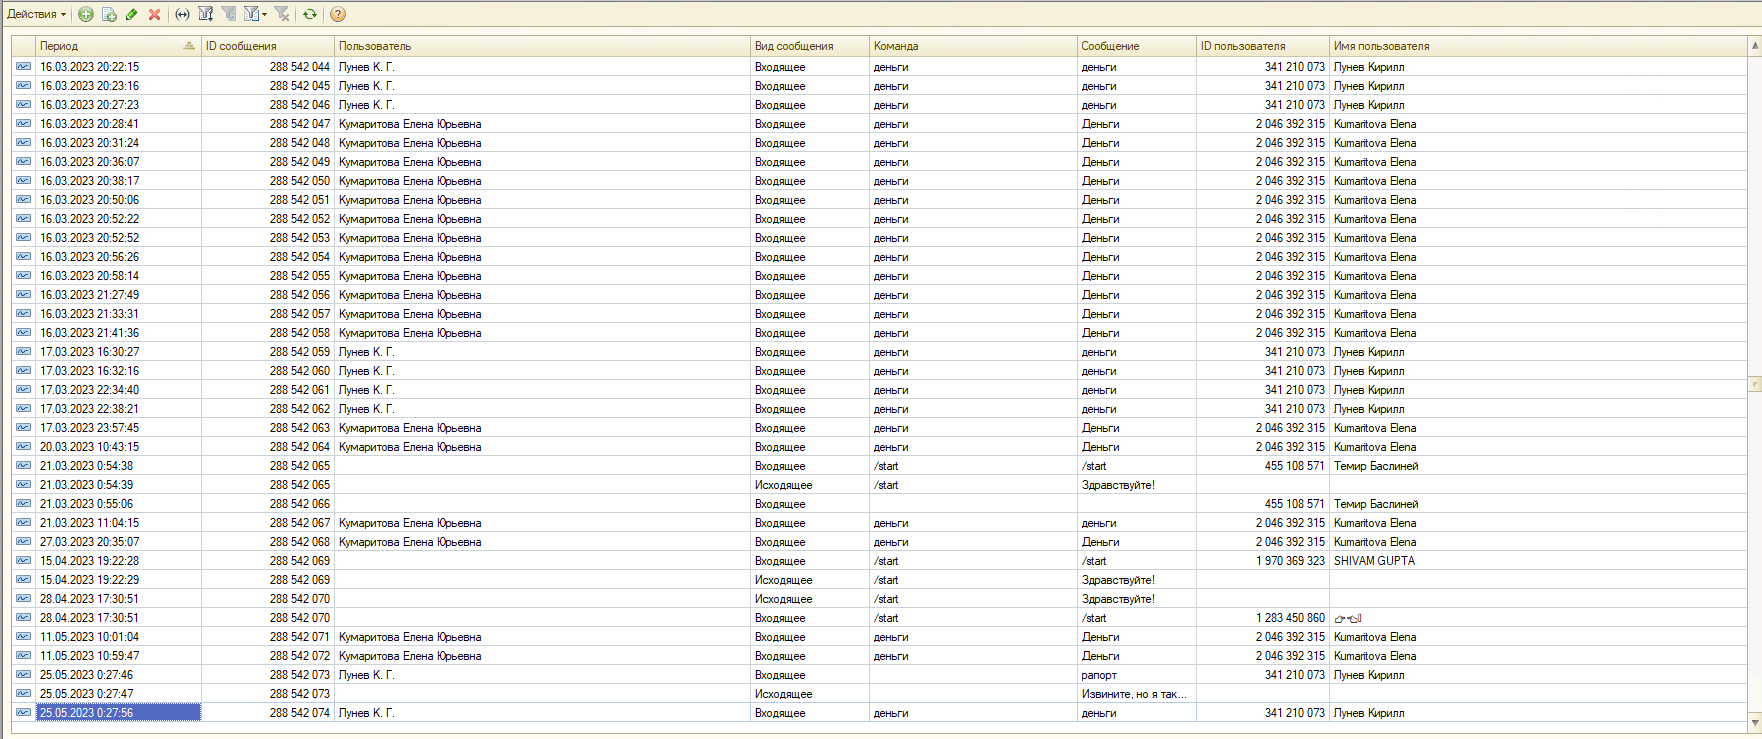 Действия
Период ID сообщения Пользователь Вид сообщения Команда Сообщение ID пользователя Имя пользователя
16.03.2023 20:22:15 288 542 044 Лунев К. Г. Входящее деньги деньги 341 210 073 Лунев Кирилл
16.03.2023 20:23:16 288 542 045 Лунев К. Г. Входящее деньги деньги 341 210 073 Лунев Кирилл
16.03.2023 20:27:23 288 542 046 Лунев К. Г. Входящее деньги деньги 341 210 073 Лунев Кирилл
16.03.2023 20:28:41 288 542 047 Кумаритова Елена Юрьевна Входящее деньги Деньги 2 046 392 315 Kumaritova Elena
16.03.2023 20:31:24 288 542 048 Кумаритова Елена Юрьевна Входящее деньги Деньги 2 046 392 315 Kumaritova Elena
16.03.2023 20:36:07 288 542 049 Кумаритова Елена Юрьевна Входящее деньги Деньги 2 046 392 315 Kumaritova Elena
16.03.2023 20:38:17 288 542 050 Кумаритова Елена Юрьевна Входящее деньги Деньги 2 046 392 315 Kumaritova Elena
16.03.2023 20:50:06 288 542 051 Кумаритова Елена Юрьевна Входящее деньги Деньги 2 046 392 315 Kumaritova Elena
16.03.2023 20:52:22 288 542 052 Кумаритова Елена Юрьевна Входящее деньги Деньги 2 046 392 315 Kumaritova Elena
16.03.2023 20:52:52 288 542 053 Кумаритова Елена Юрьевна Входящее деньги Деньги 2 046 392 315 Kumaritova Elena
16.03.2023 20:56:26 288 542 054 Кумаритова Елена Юрьевна Входящее деньги Деньги 2 046 392 315 Kumaritova Elena
16.03.2023 20:58:14 288 542 055 Кумаритова Елена Юрьевна Входящее деньги Деньги 2 046 392 315 Kumaritova Elena
16.03.2023 21:27:49 288 542 056 Кумаритова Елена Юрьевна Входящее деньги Деньги 2 046 392 315 Kumaritova Elena
16.03.2023 21:33:31 288 542 057 Кумаритова Елена Юрьевна Входящее деньги Деньги 2 046 392 315 Kumaritova Elena
16.03.2023 21:41:36 288 542 058 Кумаритова Елена Юрьевна Входящее деньги Деньги 2 046 392 315 Kumaritova Elena
17.03.2023 16:30:27 288 542 059 Лунев К. Г. Входящее деньги деньги 341 210 073 Лунев Кирилл
17.03.2023 16:32:16 288 542 060 Лунев К. Г. Входящее деньги деньги 341 210 073 Лунев Кирилл
17.03.2023 22:34:40 288 542 061 Лунев К. Г. Входящее деньги деньги 341 210 073 Лунев Кирилл
17.03.2023 22:38:21 288 542 062 Лунев К. Г. Входящее деньги деньги 341 210 073 Лунев Кирилл
17.03.2023 23:57:45 288 542 063 Кумаритова Елена Юрьевна Входящее деньги Деньги 2 046 392 315 Kumaritova Elena
20.03.2023 10:43:15 288 542 064 Кумаритова Елена Юрьевна Входящее деньги Деньги 2 046 392 315 Kumaritova Elena
21.03.2023 0:54:38 288 542 065 Входящее /start /start 455 108 571 Темир Баслиней
21.03.2023 0:54:39 288 542 065 Исходящее /start Здравствуйте!
21.03.2023 0:55:06 288 542 066 Входящее 455 108 571 Темир Баслиней
21.03.2023 11:04:15 288 542 067 Кумаритова Елена Юрьевна Входящее деньги деньги 2 046 392 315 Kumaritova Elena
27.03.2023 20:35:07 288 542 068 Кумаритова Елена Юрьевна Входящее деньги Деньги 2 046 392 315 Kumaritova Elena
15.04.2023 19:22:28 288 542 069 Входящее /start /start 1 970 369 323 SHIVAM GUPTA
15.04.2023 19:22:29 288 542 069 Исходящее /start Здравствуйте!
28.04.2023 17:30:51 288 542 070 Исходящее /start Здравствуйте!
28.04.2023 17:30:51 288 542 070 Входящее /start /start 1 283 450 860 👉👈
11.05.2023 10:01:04 288 542 071 Кумаритова Елена Юрьевна Входящее деньги Деньги 2 046 392 315 Kumaritova Elena
11.05.2023 10:59:47 288 542 072 Кумаритова Елена Юрьевна Входящее деньги Деньги 2 046 392 315 Kumaritova Elena
25.05.2023 0:27:46 288 542 073 Лунев К. Г. Входящее рапорт 341 210 073 Лунев Кирилл
25.05.2023 0:27:47 288 542 073 Исходящее Извините, но я так...
25.05.2023 0:27:56 288 542 074 Лунев К. Г. Входящее деньги деньги 341 210 073 Лунев Кирилл